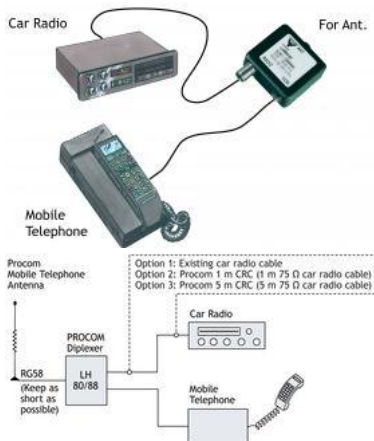 Car Radio
For Ant.
Mobile
Telephone
Procom
Mobile Telephone
Antenna
Option 1: Existing car radio cable
Option 2: Procom 1 m CRC (1 m 75 Ω car radio cable)
Option 3: Procom 5 m CRC (5 m 75 Ω car radio cable)
Car Radio
PROCOM
Diplexer
RG58
(Keep as
short as
possible)
LH
80/88
Mobile
Telephone